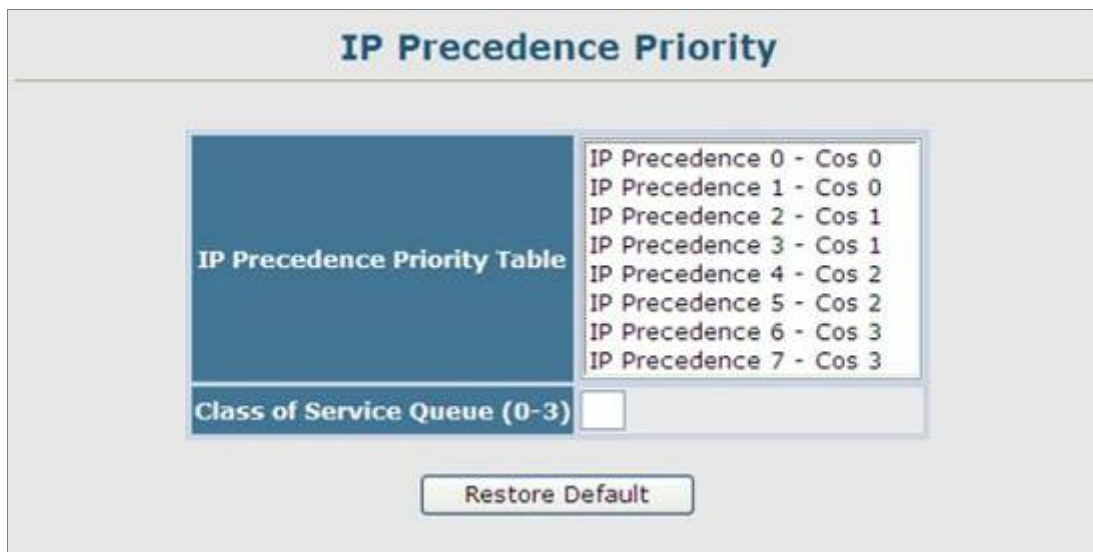 IP Precedence Priority
IP Precedence Priority Table
IP Precedence 0 - Cos 0
IP Precedence 1 - Cos 0
IP Precedence 2 - Cos 1
IP Precedence 3 - Cos 1
IP Precedence 4 - Cos 2
IP Precedence 5 - Cos 2
IP Precedence 6 - Cos 3
IP Precedence 7 - Cos 3
Class of Service Queue (0-3)
Restore Default